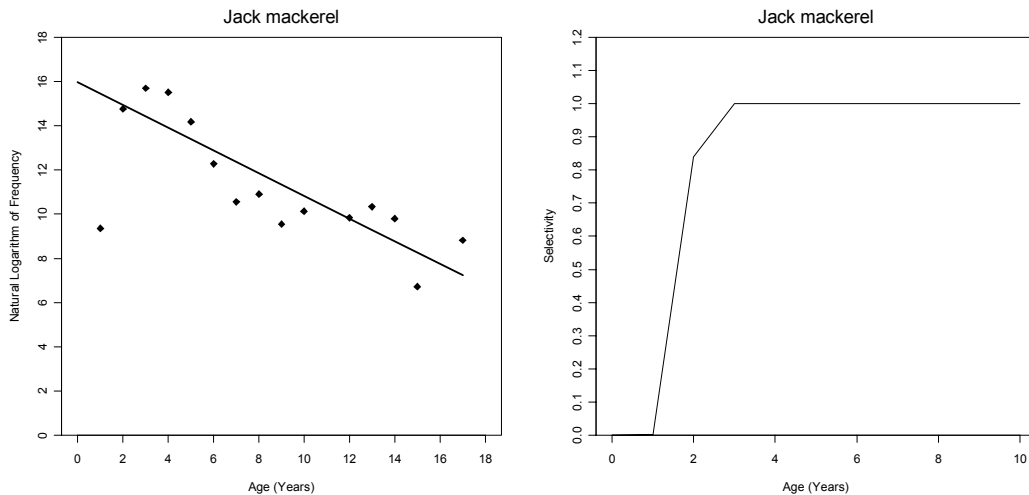 Jack mackerel
Natural Logarithm of Frequency
18
16
14
12
10
8
6
4
2
0
0 2 4 6 8 10 12 14 16 18
Age (Years)
Jack mackerel
Selectivity
1.2
1.1
1.0
0.9
0.8
0.7
0.6
0.5
0.4
0.3
0.2
0.1
0.0
0 2 4 6 8 10
Age (Years)